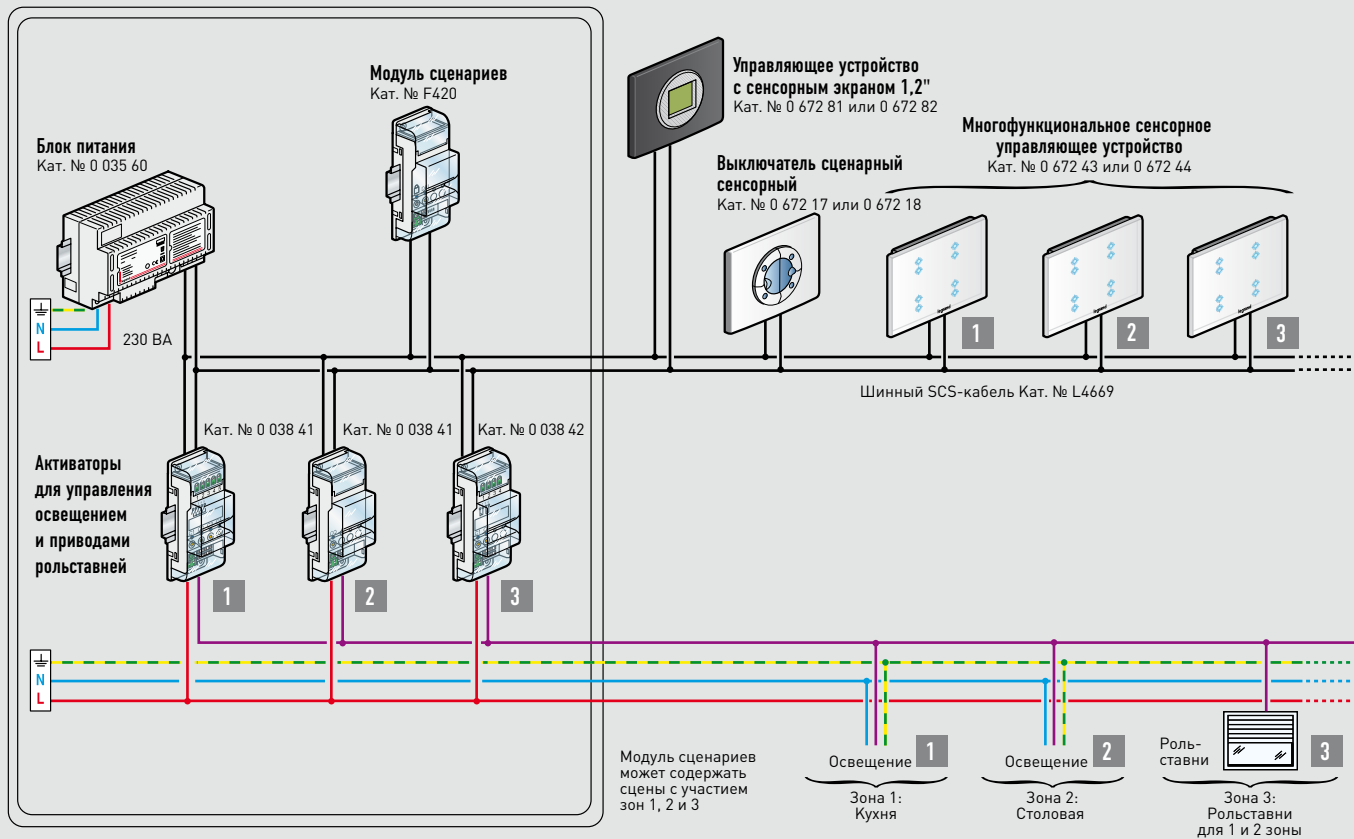 Блок питания
Кат. № 0 035 60
N
L
230 ВА
Модуль сценариев
Кат. № F420
Управляющее устройство
с сенсорным экраном 1,2"
Кат. № 0 672 81 или 0 672 82
Выключатель сценарный
сенсорный
Кат. № 0 672 17 или 0 672 18
Многофункциональное сенсорное
управляющее устройство
Кат. № 0 672 43 или 0 672 44
legrand
legrand
legrand
1
2
3
Шинный SCS-кабель Кат. № L4669
Кат. № 0 038 41
Кат. № 0 038 41
Кат. № 0 038 42
Активаторы
для управления
освещением
и приводами
рольставней
1
2
3
N
L
Модуль сценариев
может содержать
сцены с участием
зон 1, 2 и 3
Освещение
1
Зона 1:
Кухня
Освещение
2
Зона 2:
Столовая
Роль-
ставни
3
Зона 3:
Рольставни
для 1 и 2 зоны